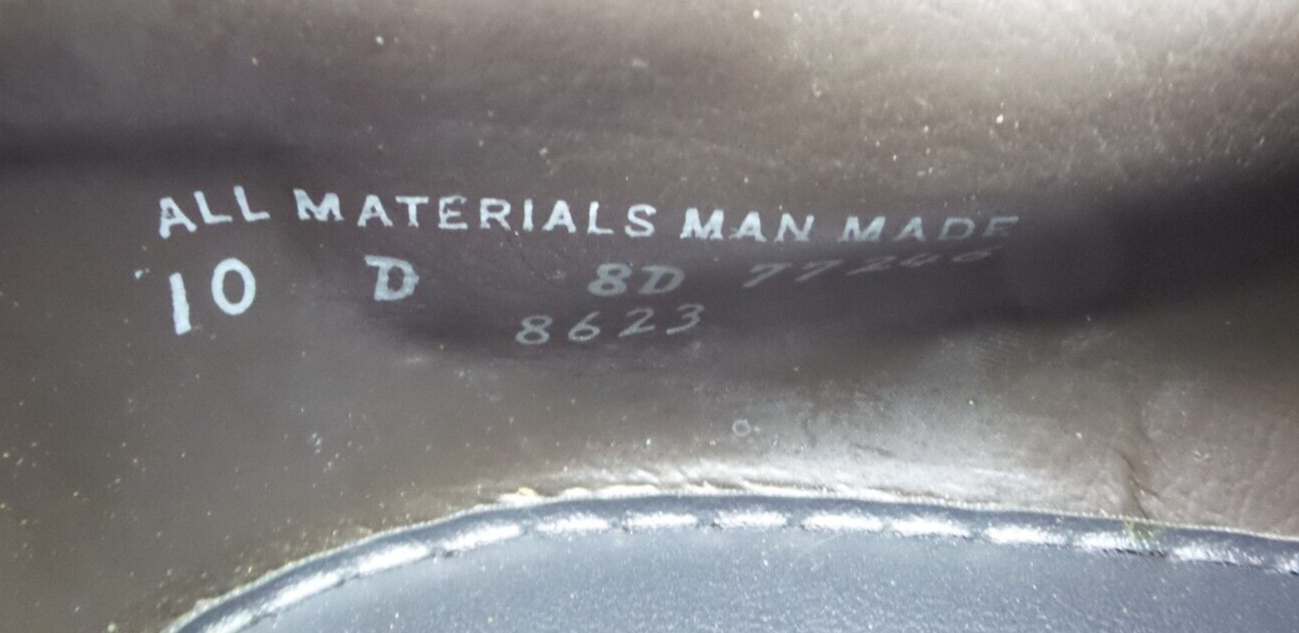 ALL MATERIALS MAN MADE
10 D 8D 77246
8623